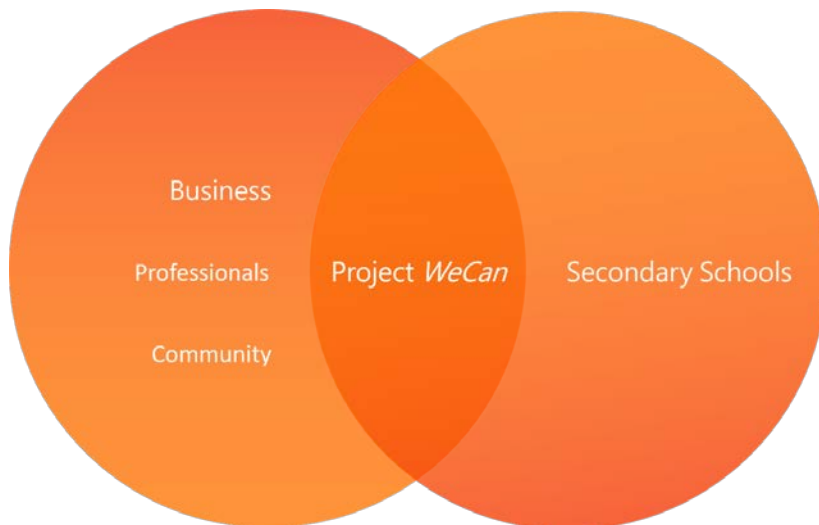 Business
Professionals
Community
Project WeCan
Secondary Schools